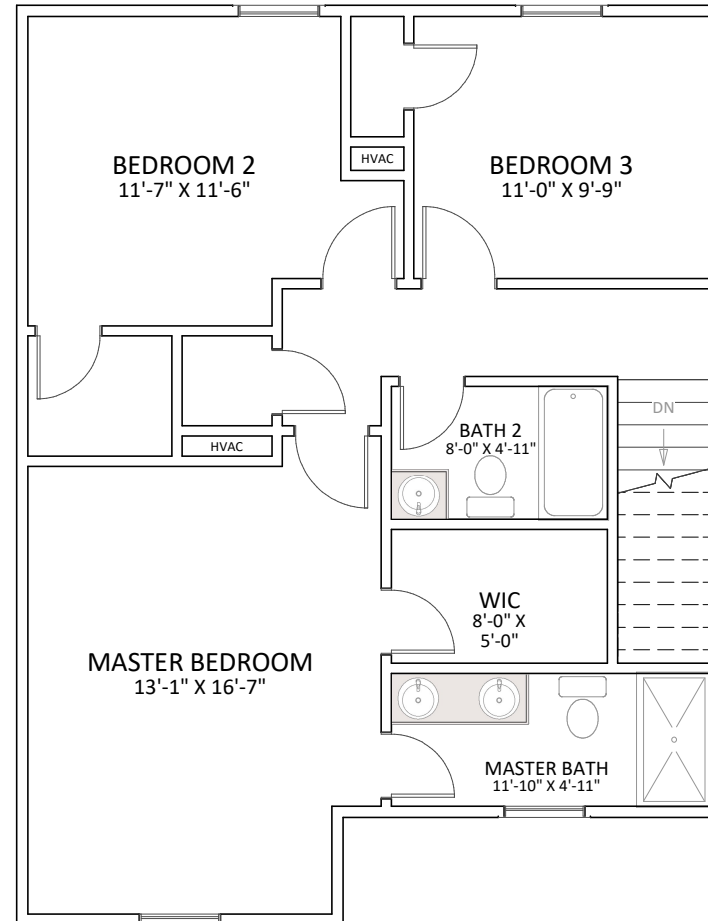 BEDROOM 2
11'-7" X 11'-6"
HVAC
BEDROOM 3
11'-0" X 9'-9"
DN
BATH 2
8'-0" X 4'-11"
HVAC
WIC
8'-0" X
5'-0"
MASTER BEDROOM
13'-1" X 16'-7"
MASTER BATH
11'-10" X 4'-11"